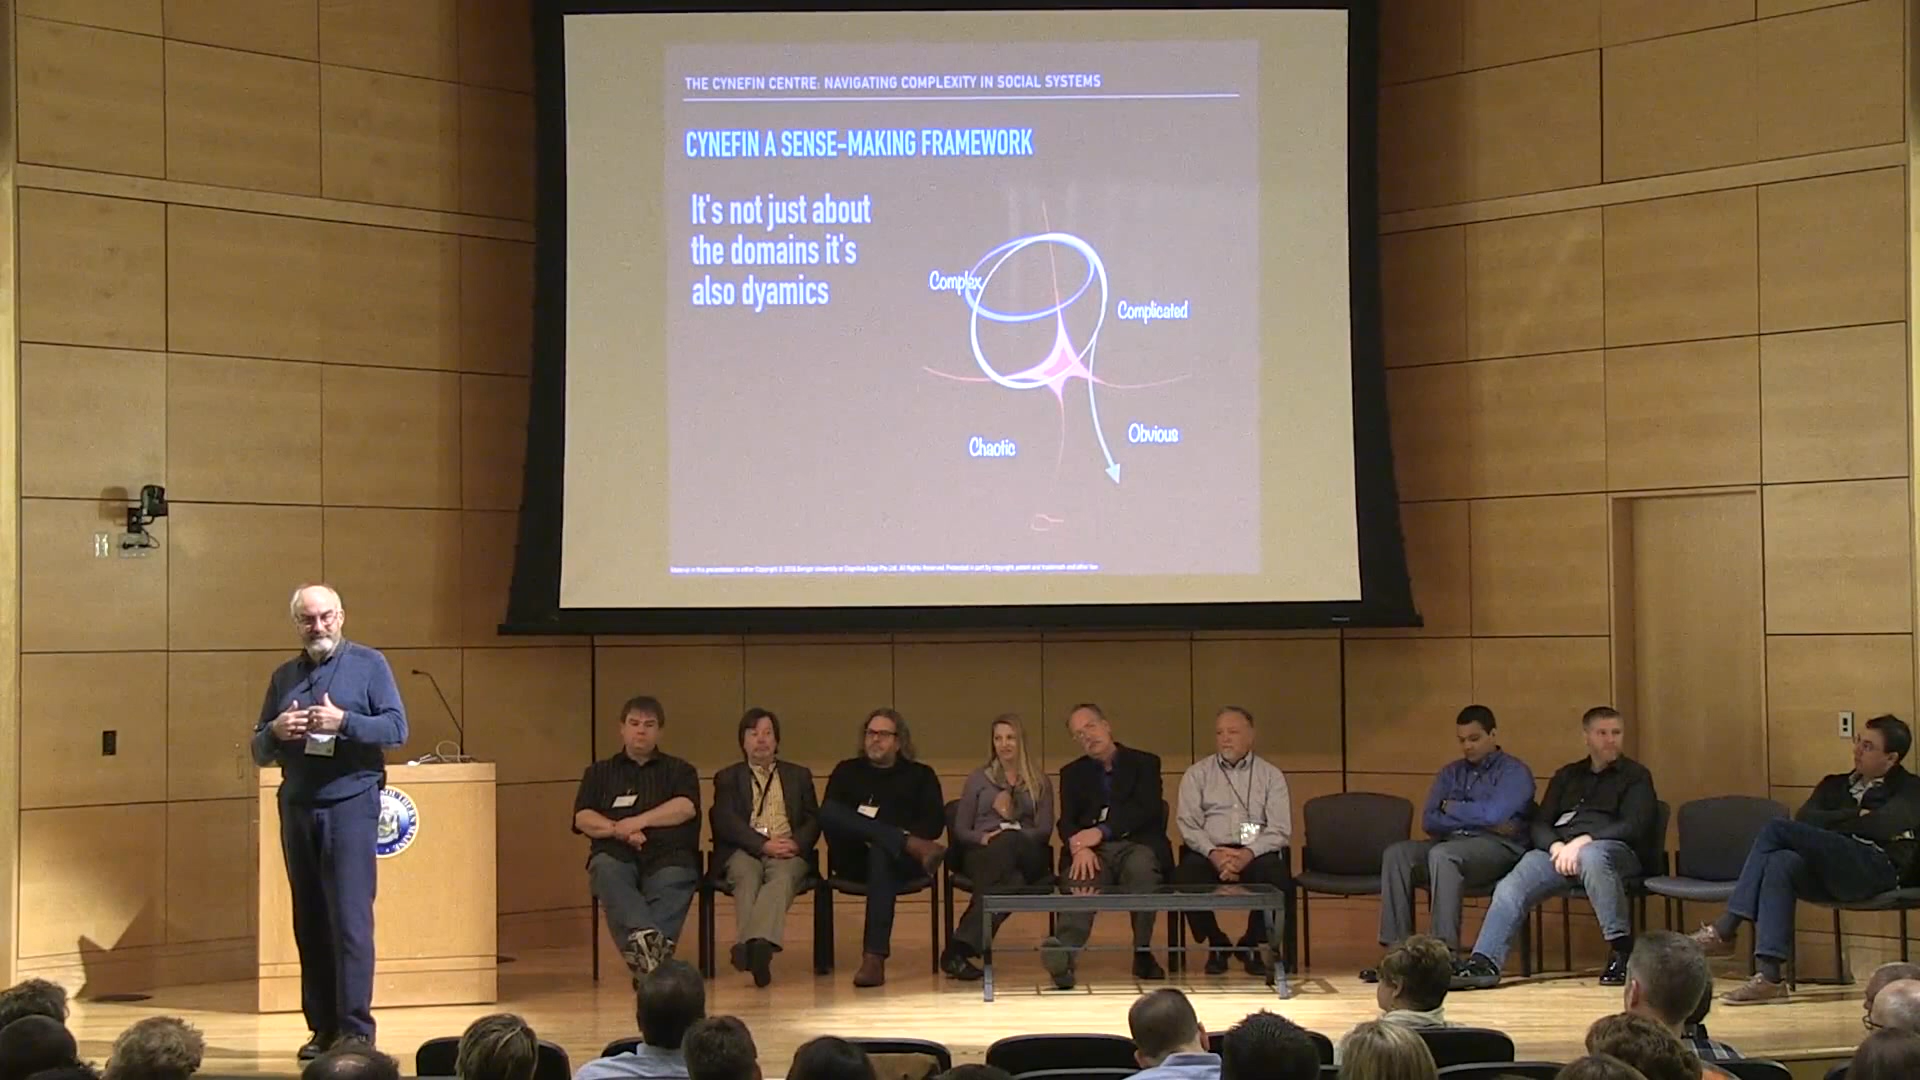 THE CYNEFIN CENTRE: NAVIGATING COMPLEXITY IN SOCIAL SYSTEMS
CYNEFIN A SENSE-MAKING FRAMEWORK
It's not just about
the domains it's
also dyamics
Complex
Complicated
Chaotic
Obvious